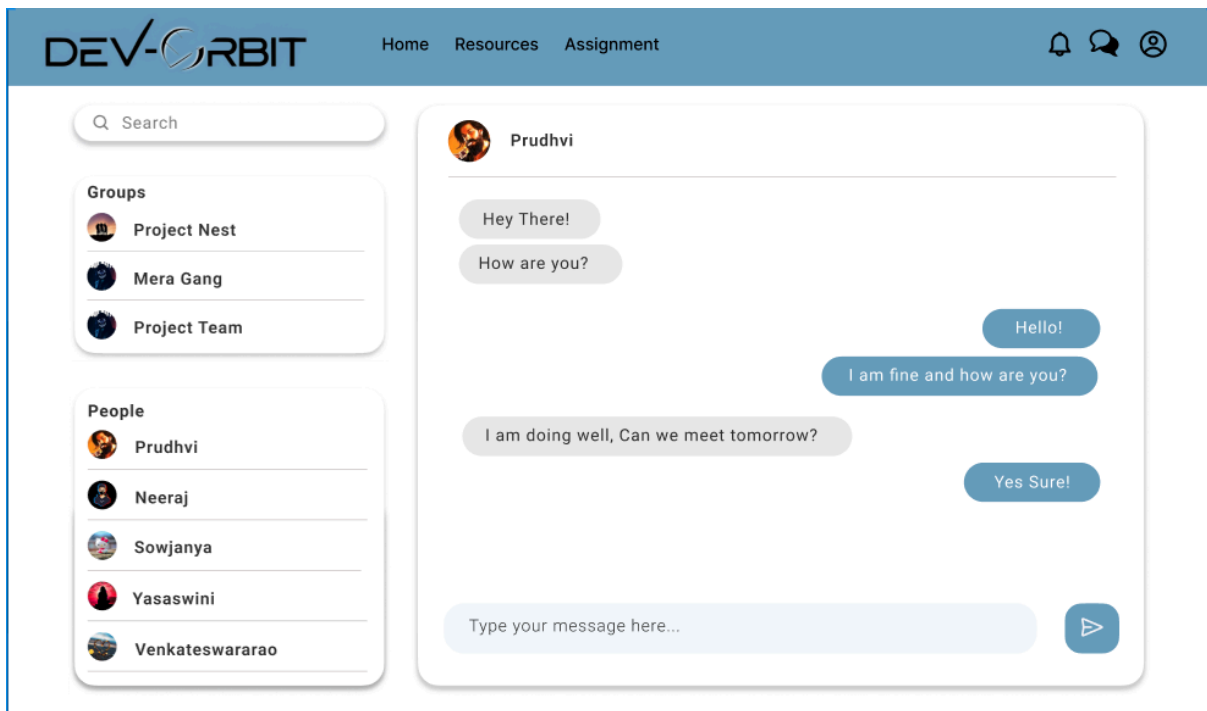 DEV-ORBIT
Home Resources Assignment
Search
Groups
Project Nest
Mera Gang
Project Team
People
Prudhvi
Neeraj
Sowjanya
Yasaswini
Venkateswararao
Prudhvi
Hey There!
How are you?
Hello!
I am fine and how are you?
I am doing well, Can we meet tomorrow?
Yes Sure!
Type your message here...